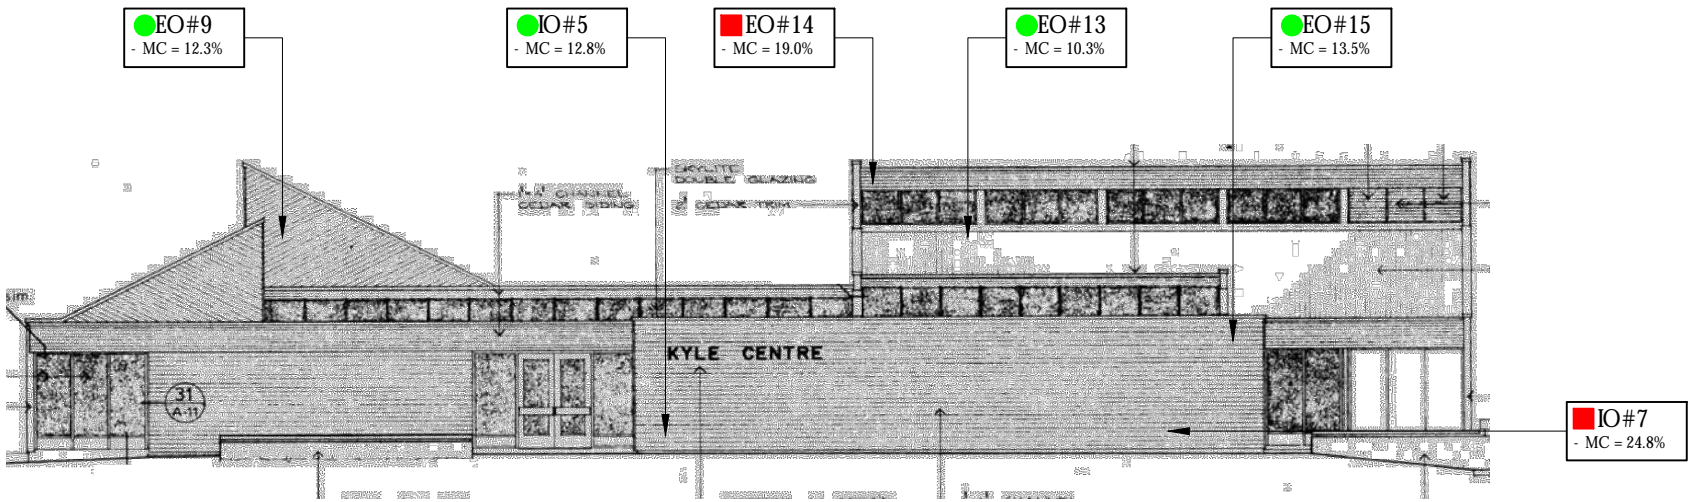 EO#9
- MC = 12.3%
IO#5
- MC = 12.8%
EO#14
- MC = 19.0%
EO#13
- MC = 10.3%
EO#15
- MC = 13.5%
SKYLITE
DOUBLE GLAZING
CHANNEL
CEDAR SIDING
CEDAR TRIM
sim.
KYLE CENTRE
31
A-11
IO#7
- MC = 24.8%